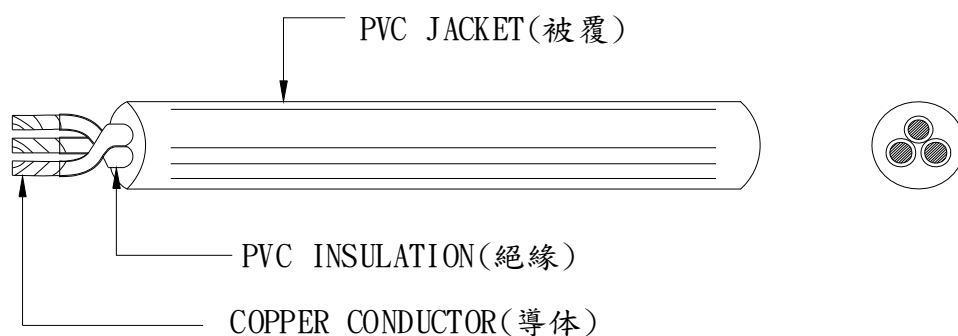 PVC JACKET(被覆)
PVC INSULATION(絕緣)
COPPER CONDUCTOR(導体)